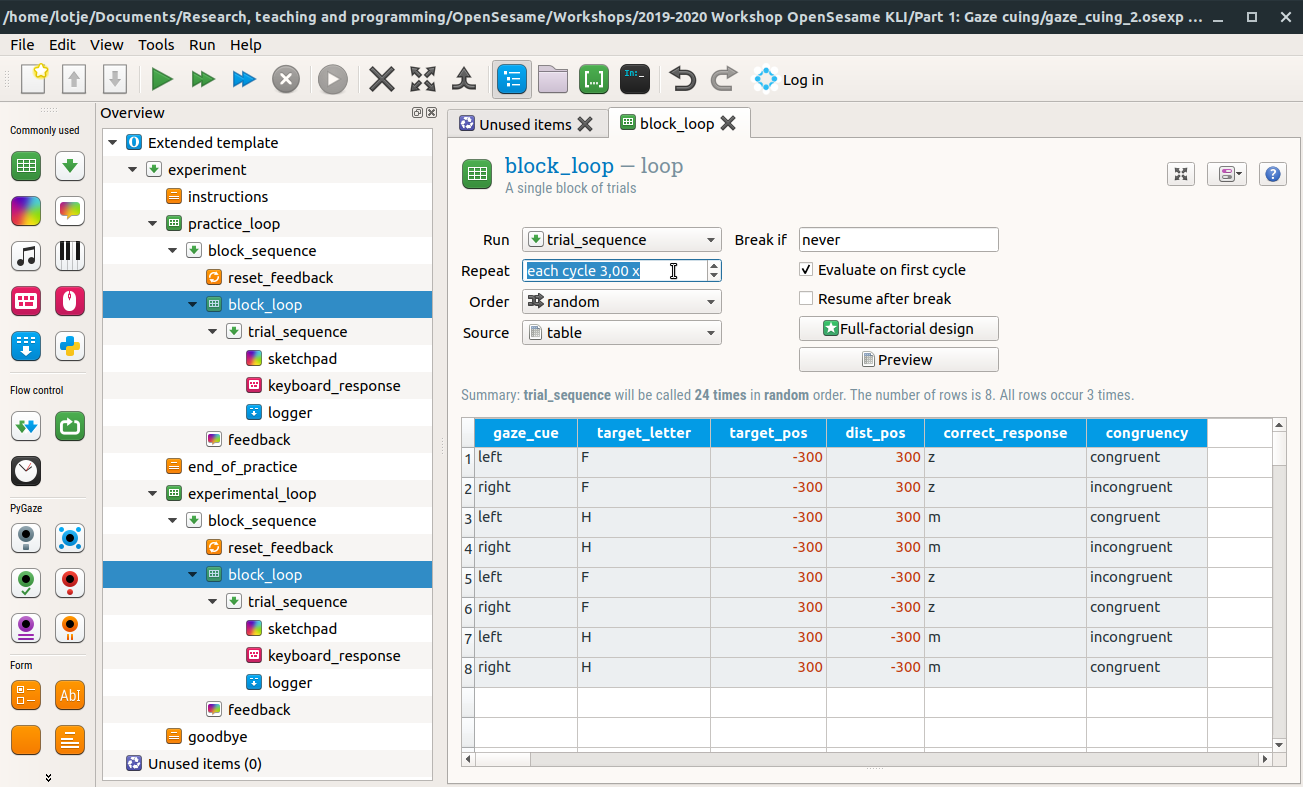 /home/lotje/Documents/Research, teaching and programming/OpenSesame/Workshops/2019-2020 Workshop OpenSesame KLI/Part 1: Gaze cuing/gaze_cuing_2.osexp ...
File Edit View Tools Run Help
In:_
Log in
Commonly used
Flow control
PyGaze
Form
AbI
Overview
Extended template
experiment
instructions
practice_loop
block_sequence
reset_feedback
block_loop
trial_sequence
sketchpad
keyboard_response
logger
feedback
end_of_practice
experimental_loop
block_sequence
reset_feedback
block_loop
trial_sequence
sketchpad
keyboard_response
logger
feedback
goodbye
Unused items (0)
Unused items block_loop
block_loop — loop
A single block of trials
Run trial_sequence Break if never
Repeat each cycle 3,00 x Evaluate on first cycle
Order random Resume after break
Source table Full-factorial design
Preview
Summary: trial_sequence will be called 24 times in random order. The number of rows is 8. All rows occur 3 times.
gaze_cue target_letter target_pos dist_pos correct_response congruency
1 left F -300 300 z congruent
2 right F -300 300 z incongruent
3 left H -300 300 m congruent
4 right H -300 300 m incongruent
5 left F 300 -300 z incongruent
6 right F 300 -300 z congruent
7 left H 300 -300 m incongruent
8 right H 300 -300 m congruent